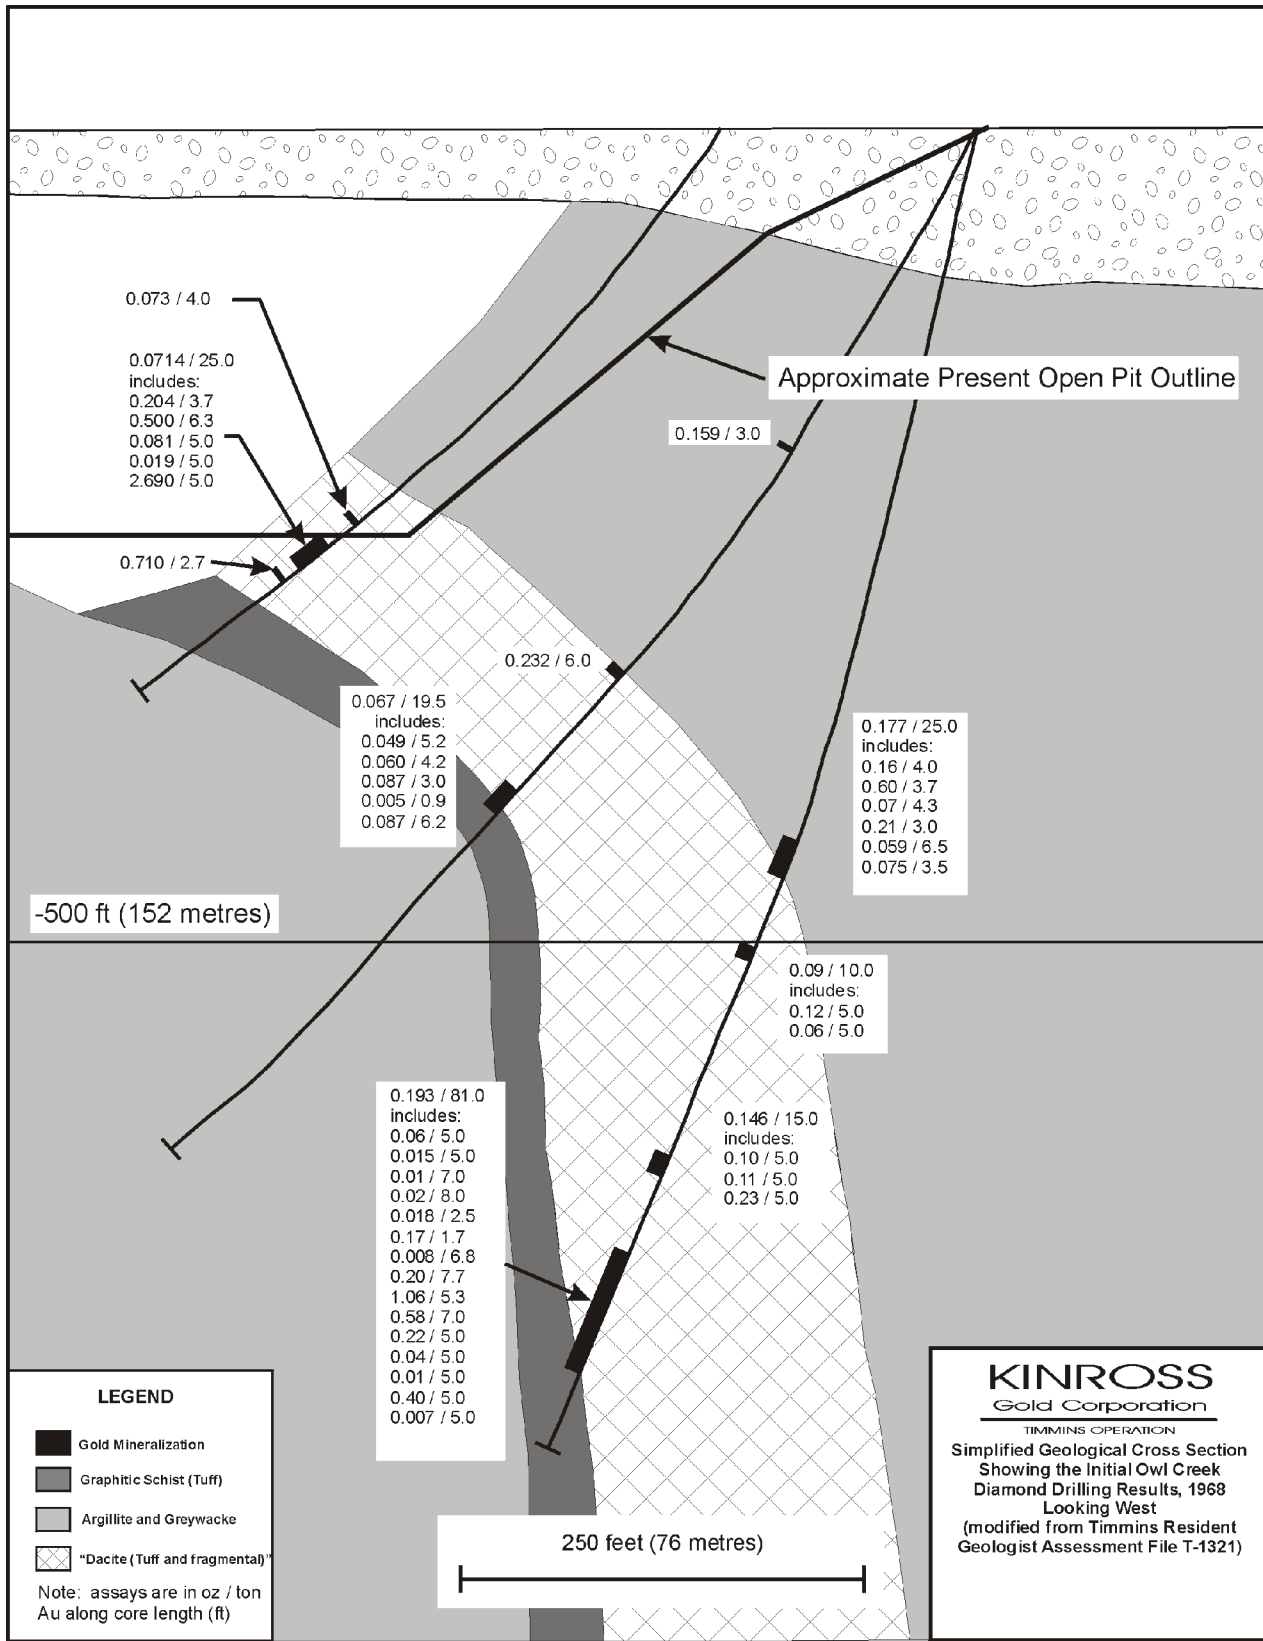 0.073 / 4.0
0.0714 / 25.0
includes:
0.204 / 3.7
0.500 / 6.3
0.081 / 5.0
0.019 / 5.0
2.690 / 5.0
Approximate Present Open Pit Outline
0.159 / 3.0
0.710 / 2.7
0.232 / 6.0
0.067 / 19.5
includes:
0.049 / 5.2
0.060 / 4.2
0.087 / 3.0
0.005 / 0.9
0.087 / 6.2
0.177 / 25.0
includes:
0.16 / 4.0
0.60 / 3.7
0.07 / 4.3
0.21 / 3.0
0.059 / 6.5
0.075 / 3.5
-500 ft (152 metres)
0.09 / 10.0
includes:
0.12 / 5.0
0.06 / 5.0
0.193 / 81.0
includes:
0.06 / 5.0
0.015 / 5.0
0.01 / 7.0
0.02 / 8.0
0.018 / 2.5
0.17 / 1.7
0.008 / 6.8
0.20 / 7.7
1.06 / 5.3
0.58 / 7.0
0.22 / 5.0
0.04 / 5.0
0.01 / 5.0
0.40 / 5.0
0.007 / 5.0
0.146 / 15.0
includes:
0.10 / 5.0
0.11 / 5.0
0.23 / 5.0
LEGEND
Gold Mineralization
Graphitic Schist (Tuff)
Argillite and Greywacke
"Dacite (Tuff and fragmental)"
Note: assays are in oz / ton
Au along core length (ft)
250 feet (76 metres)
KINROSS
Gold Corporation
TIMMINS OPERATION
Simplified Geological Cross Section
Showing the Initial Owl Creek
Diamond Drilling Results, 1968
Looking West
(modified from Timmins Resident
Geologist Assessment File T-1321)